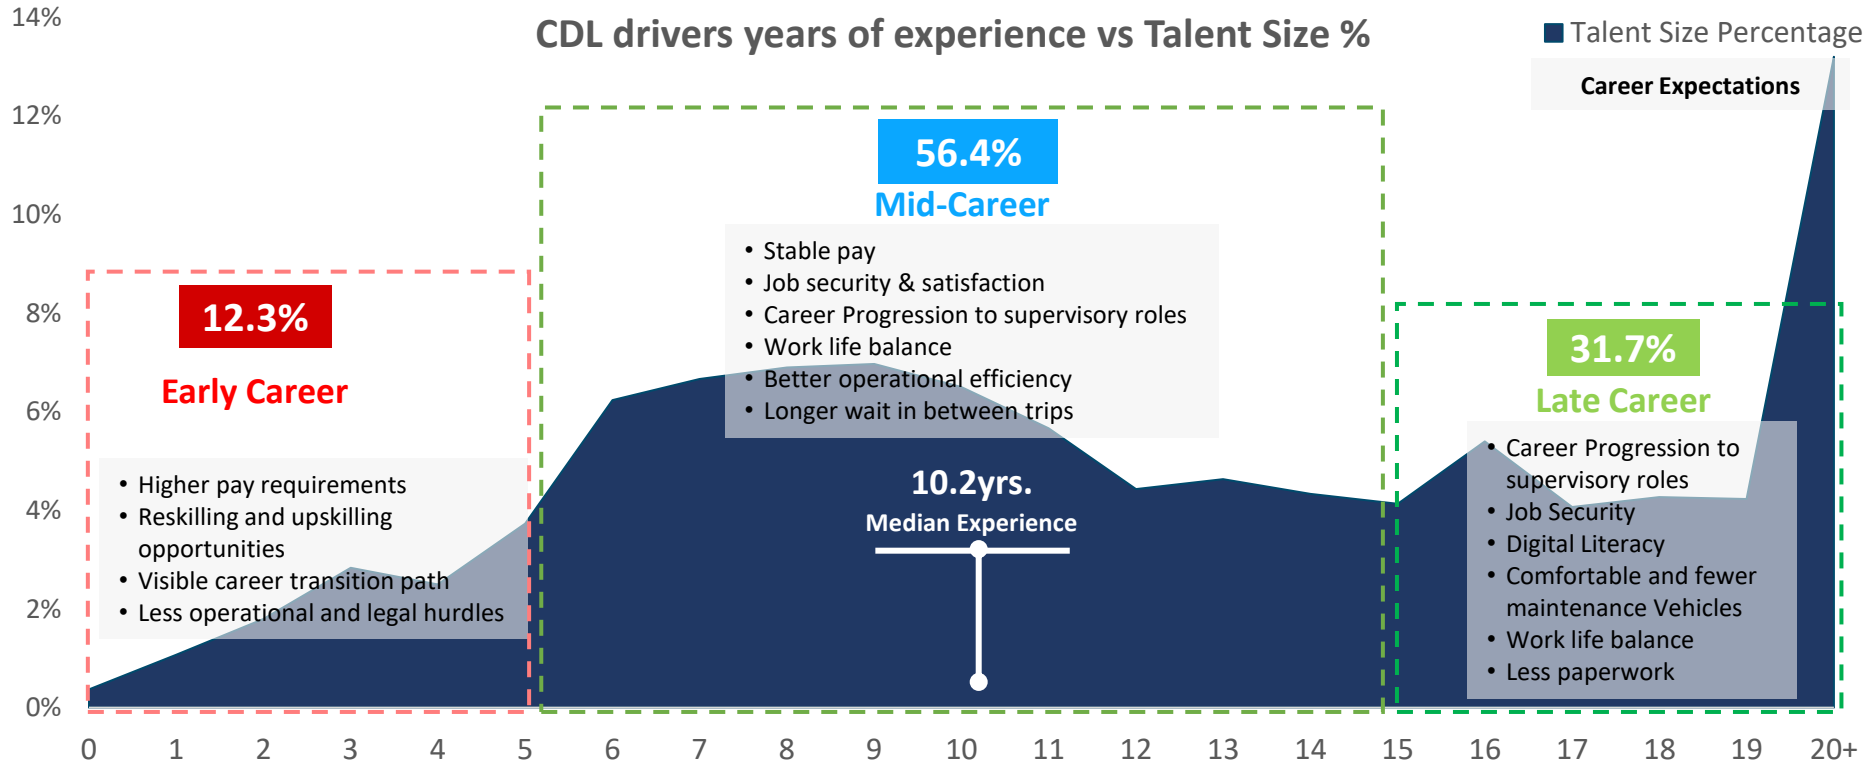 CDL drivers years of experience vs Talent Size %
Talent Size Percentage
Career Expectations
14%
12%
10%
8%
6%
4%
2%
0%
12.3%
Early Career
• Higher pay requirements
• Reskilling and upskilling
opportunities
• Visible career transition path
• Less operational and legal hurdles
56.4%
Mid-Career
• Stable pay
• Job security & satisfaction
• Career Progression to supervisory roles
• Work life balance
• Better operational efficiency
• Longer wait in between trips
10.2yrs.
Median Experience
31.7%
Late Career
• Career Progression to
supervisory roles
• Job Security
• Digital Literacy
• Comfortable and fewer
maintenance Vehicles
• Work life balance
• Less paperwork
0 1 2 3 4 5 6 7 8 9 10 11 12 13 14 15 16 17 18 19 20+